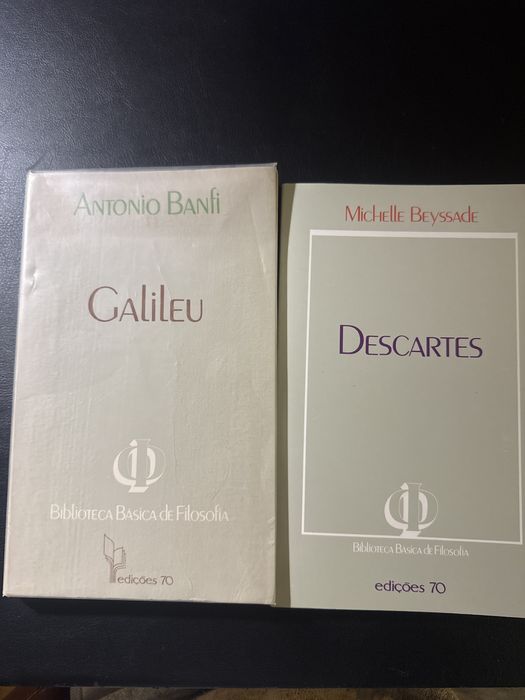 Antonio Banfi
Galileu
Biblioteca Básica de Filosofia
edições 70
Michelle Beyssade
Descartes
Biblioteca Básica de Filosofia
edições 70